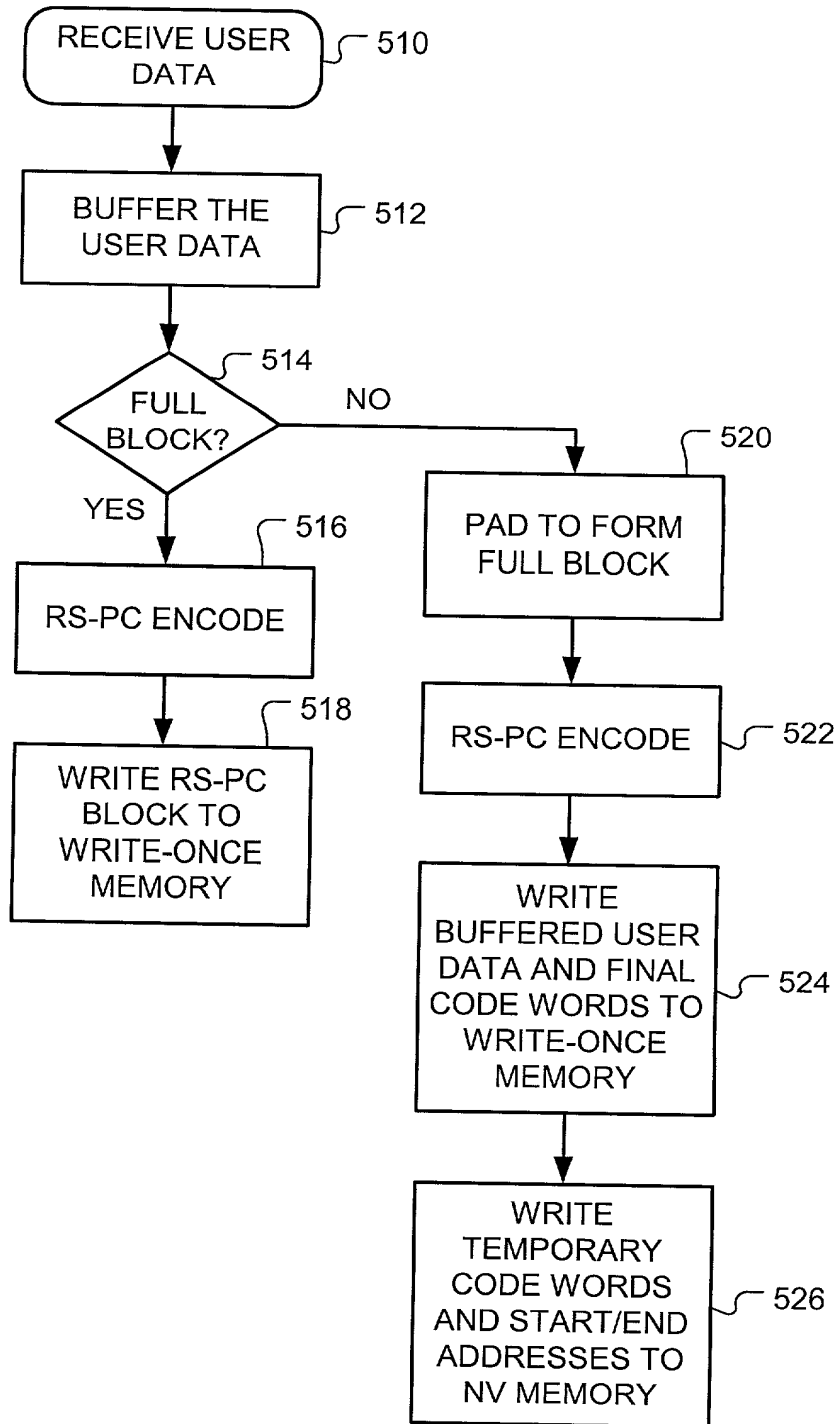 RECEIVE USER
DATA
510
BUFFER THE
USER DATA
512
514
FULL
BLOCK?
NO
YES
516
RS-PC ENCODE
518
WRITE RS-PC
BLOCK TO
WRITE-ONCE
MEMORY
520
PAD TO FORM
FULL BLOCK
RS-PC ENCODE
522
WRITE
BUFFERED USER
DATA AND FINAL
CODE WORDS TO
WRITE-ONCE
MEMORY
524
WRITE
TEMPORARY
CODE WORDS
AND START/END
ADDRESSES TO
NV MEMORY
526